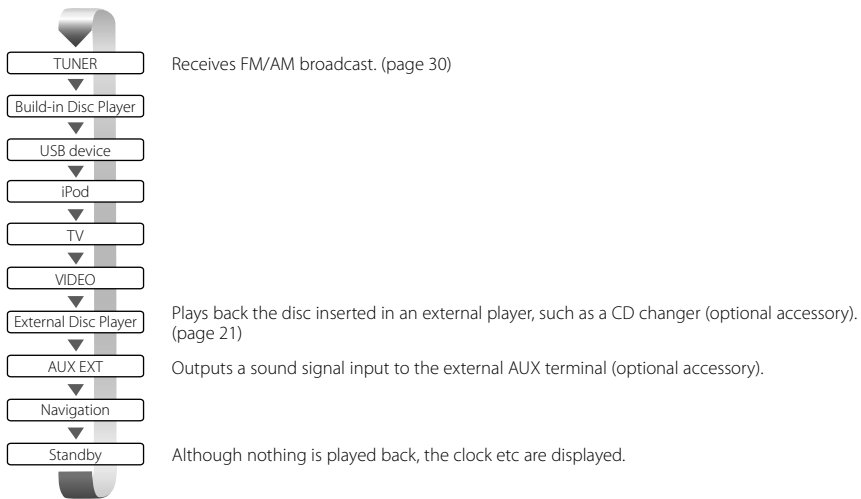 TUNER
Receives FM/AM broadcast. (page 30)
Build-in Disc Player
USB device
iPod
TV
VIDEO
External Disc Player
Plays back the disc inserted in an external player, such as a CD changer (optional accessory).
(page 21)
AUX EXT
Outputs a sound signal input to the external AUX terminal (optional accessory).
Navigation
Standby
Although nothing is played back, the clock etc are displayed.